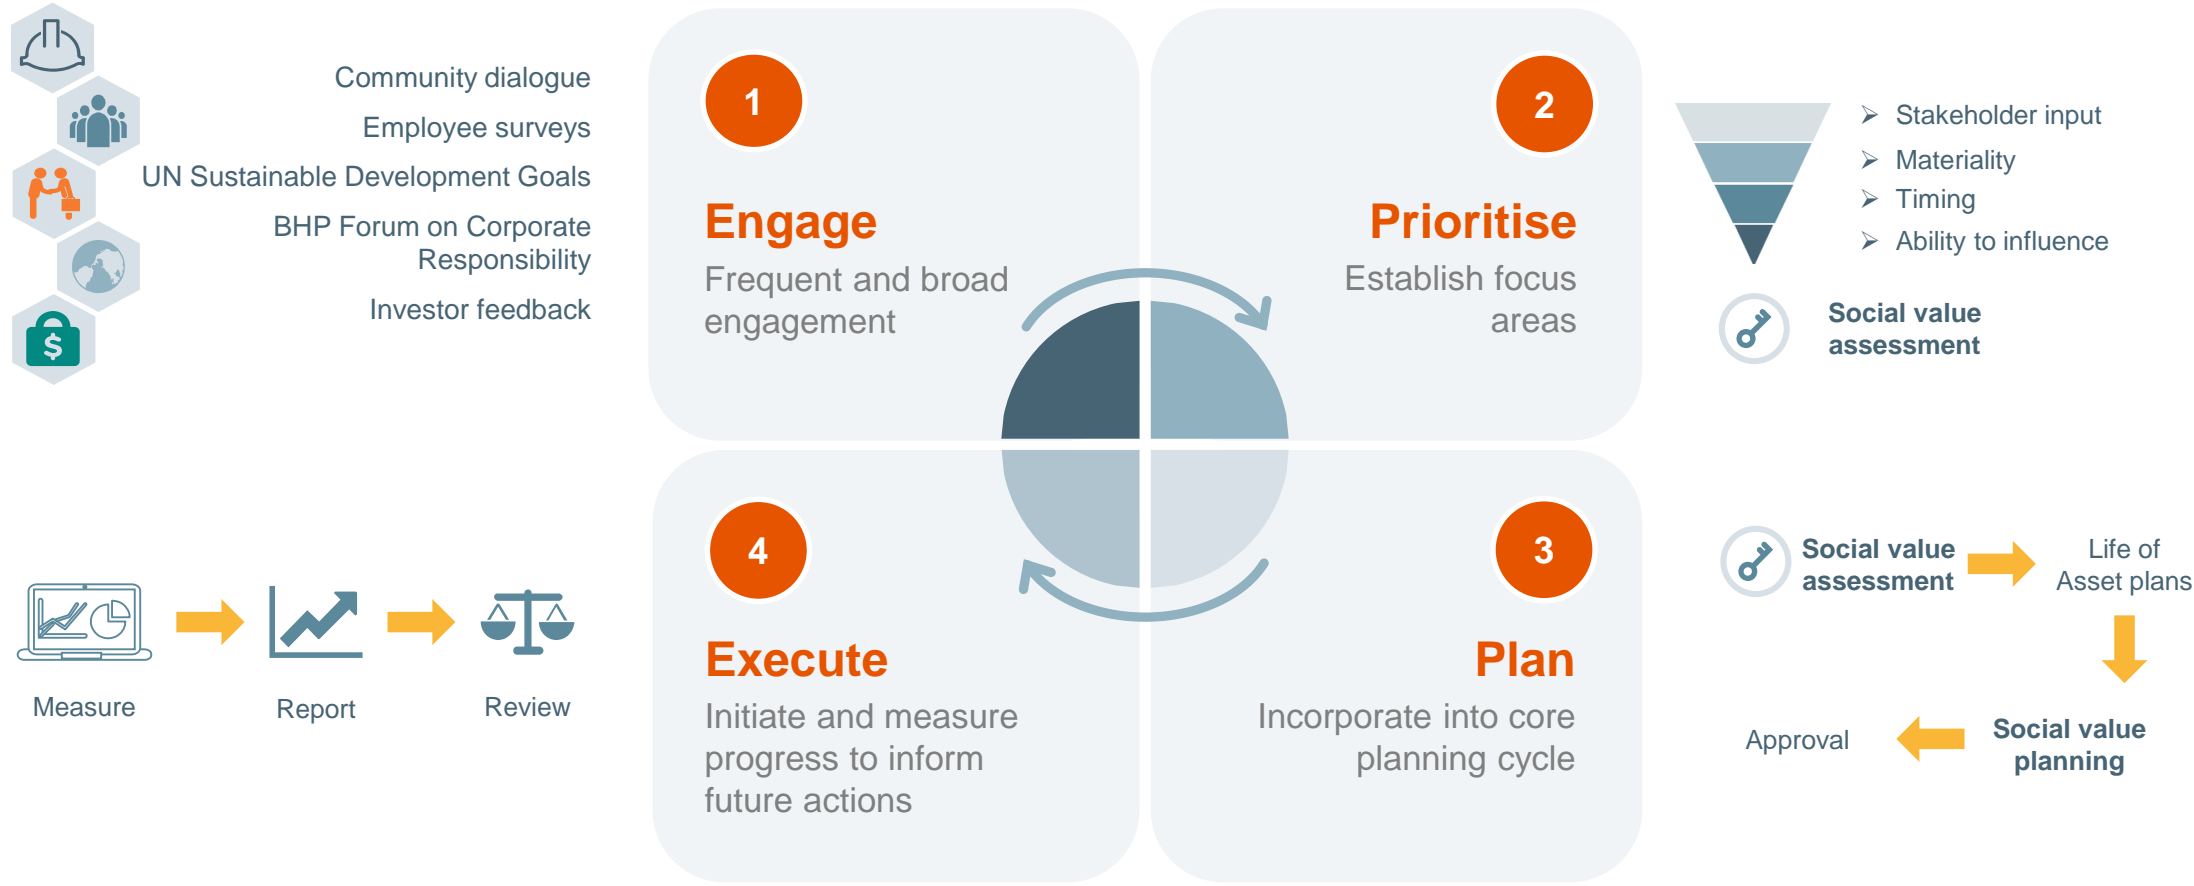 Community dialogue
Employee surveys
UN Sustainable Development Goals
BHP Forum on Corporate
Responsibility
Investor feedback
1
Engage
Frequent and broad
engagement
2
Prioritise
Establish focus
areas
Stakeholder input
Materiality
Timing
Ability to influence
Social value
assessment
3
Plan
Incorporate into core
planning cycle
Social value
assessment
Life of
Asset plans
Social value
planning
Approval
4
Execute
Initiate and measure
progress to inform
future actions
$
Measure
Report
Review